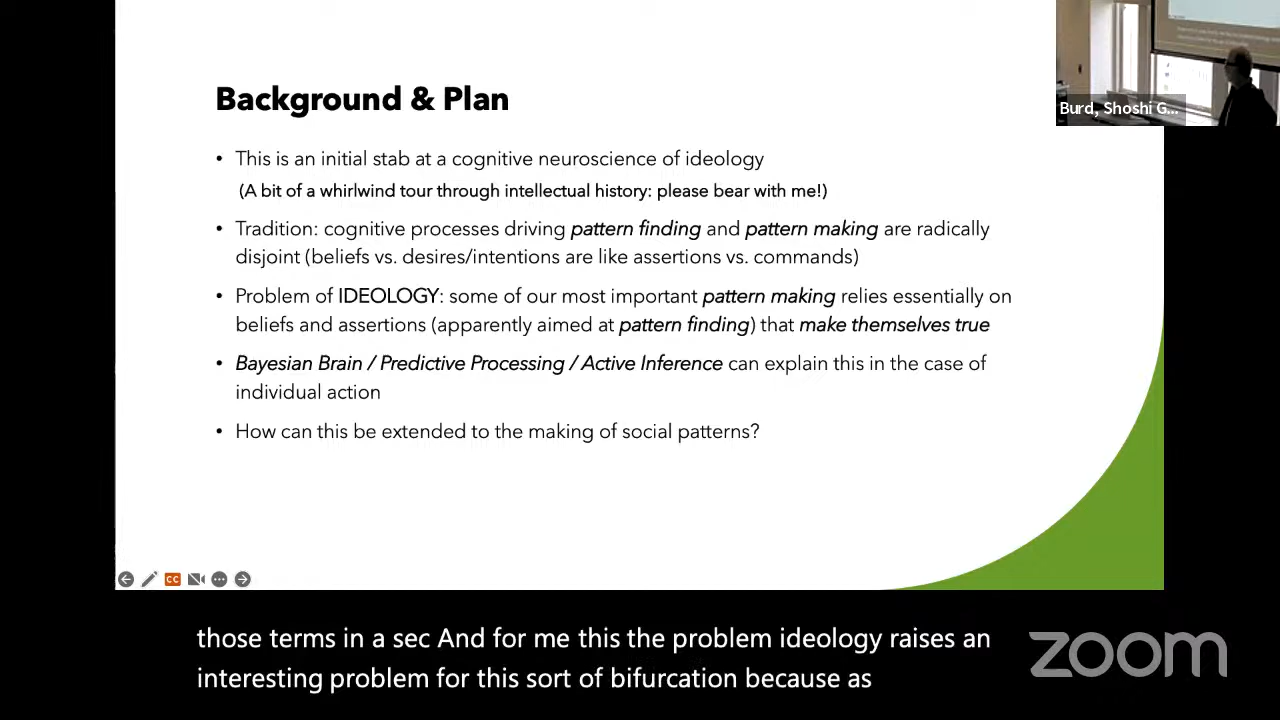 Background & Plan
• This is an initial stab at a cognitive neuroscience of ideology
(A bit of a whirlwind tour through intellectual history: please bear with me!)
• Tradition: cognitive processes driving pattern finding and pattern making are radically
disjoint (beliefs vs. desires/intentions are like assertions vs. commands)
• Problem of IDEOLOGY: some of our most important pattern making relies essentially on
beliefs and assertions (apparently aimed at pattern finding) that make themselves true
• Bayesian Brain / Predictive Processing / Active Inference can explain this in the case of
individual action
• How can this be extended to the making of social patterns?
Burd, Shoshi G...
CC
those terms in a sec And for me this the problem ideology raises an
interesting problem for this sort of bifurcation because as
zoom